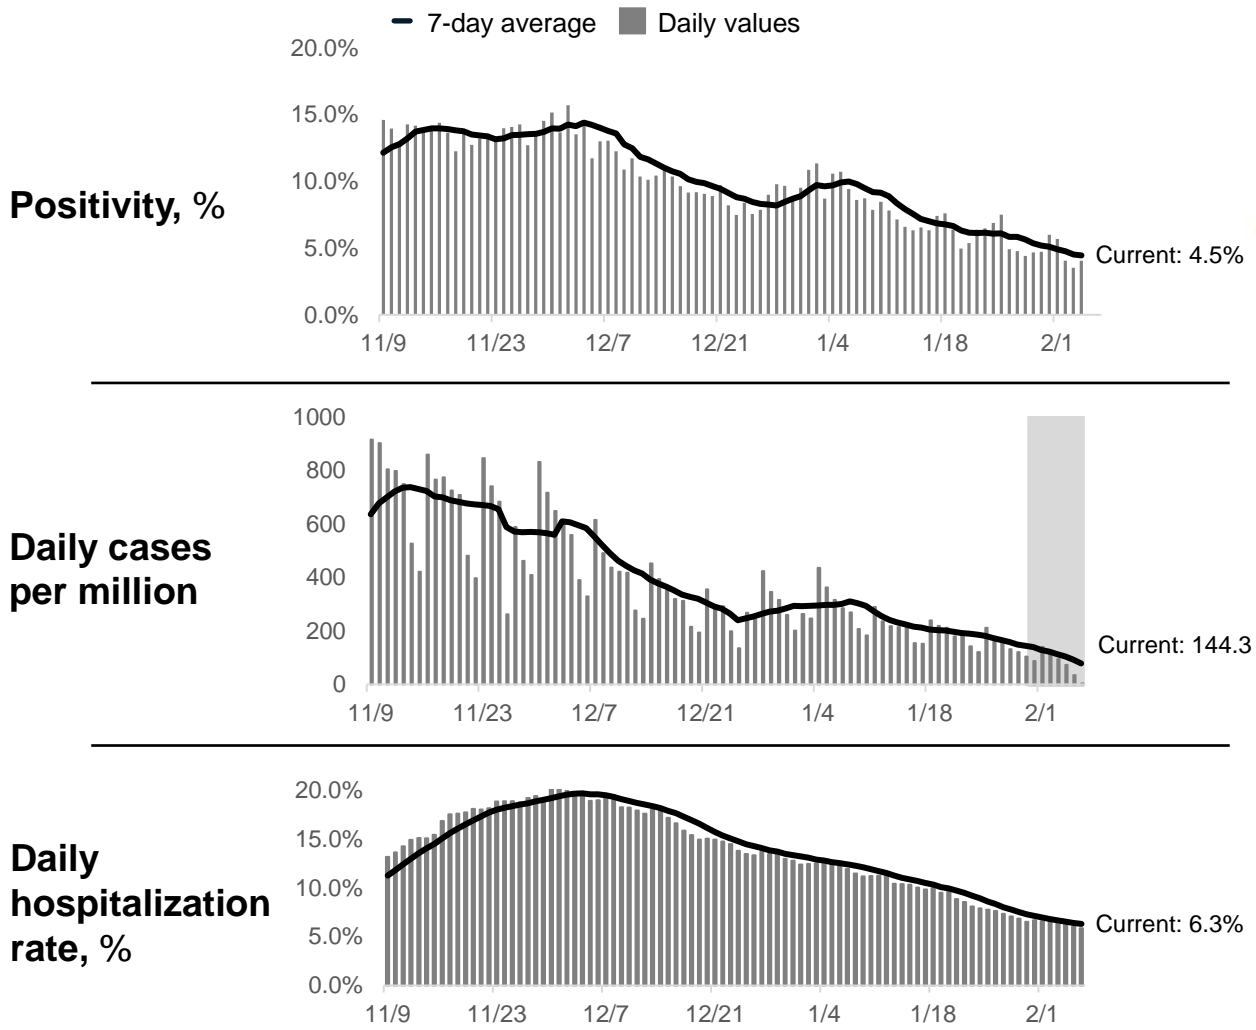 7-day average Daily values
20.0%
15.0%
10.0%
5.0%
0.0%
Positivity, %
Current: 4.5%
11/9 11/23 12/7 12/21 1/4 1/18 2/1
1000
800
600
400
200
0
Daily cases
per million
Current: 144.3
11/9 11/23 12/7 12/21 1/4 1/18 2/1
20.0%
15.0%
10.0%
5.0%
0.0%
Daily
hospitalization
rate, %
Current: 6.3%
11/9 11/23 12/7 12/21 1/4 1/18 2/1